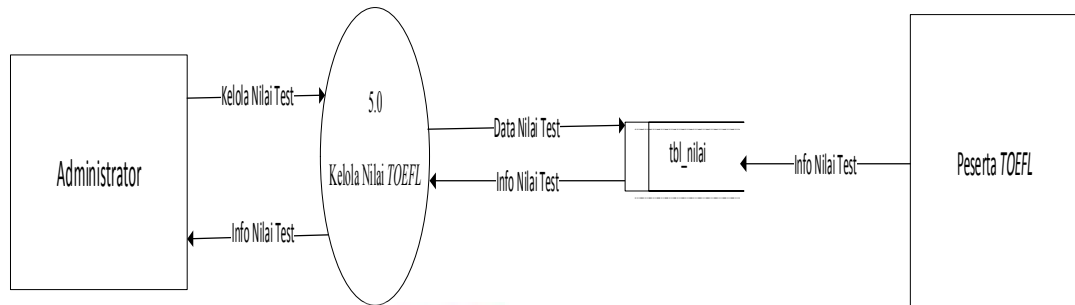 Administrator
Kelola Nilai Test
Info Nilai Test
5.0
Kelola Nilai TOEFL
Data Nilai Test
Info Nilai Test
tbl_nilai
Info Nilai Test
Peserta TOEFL